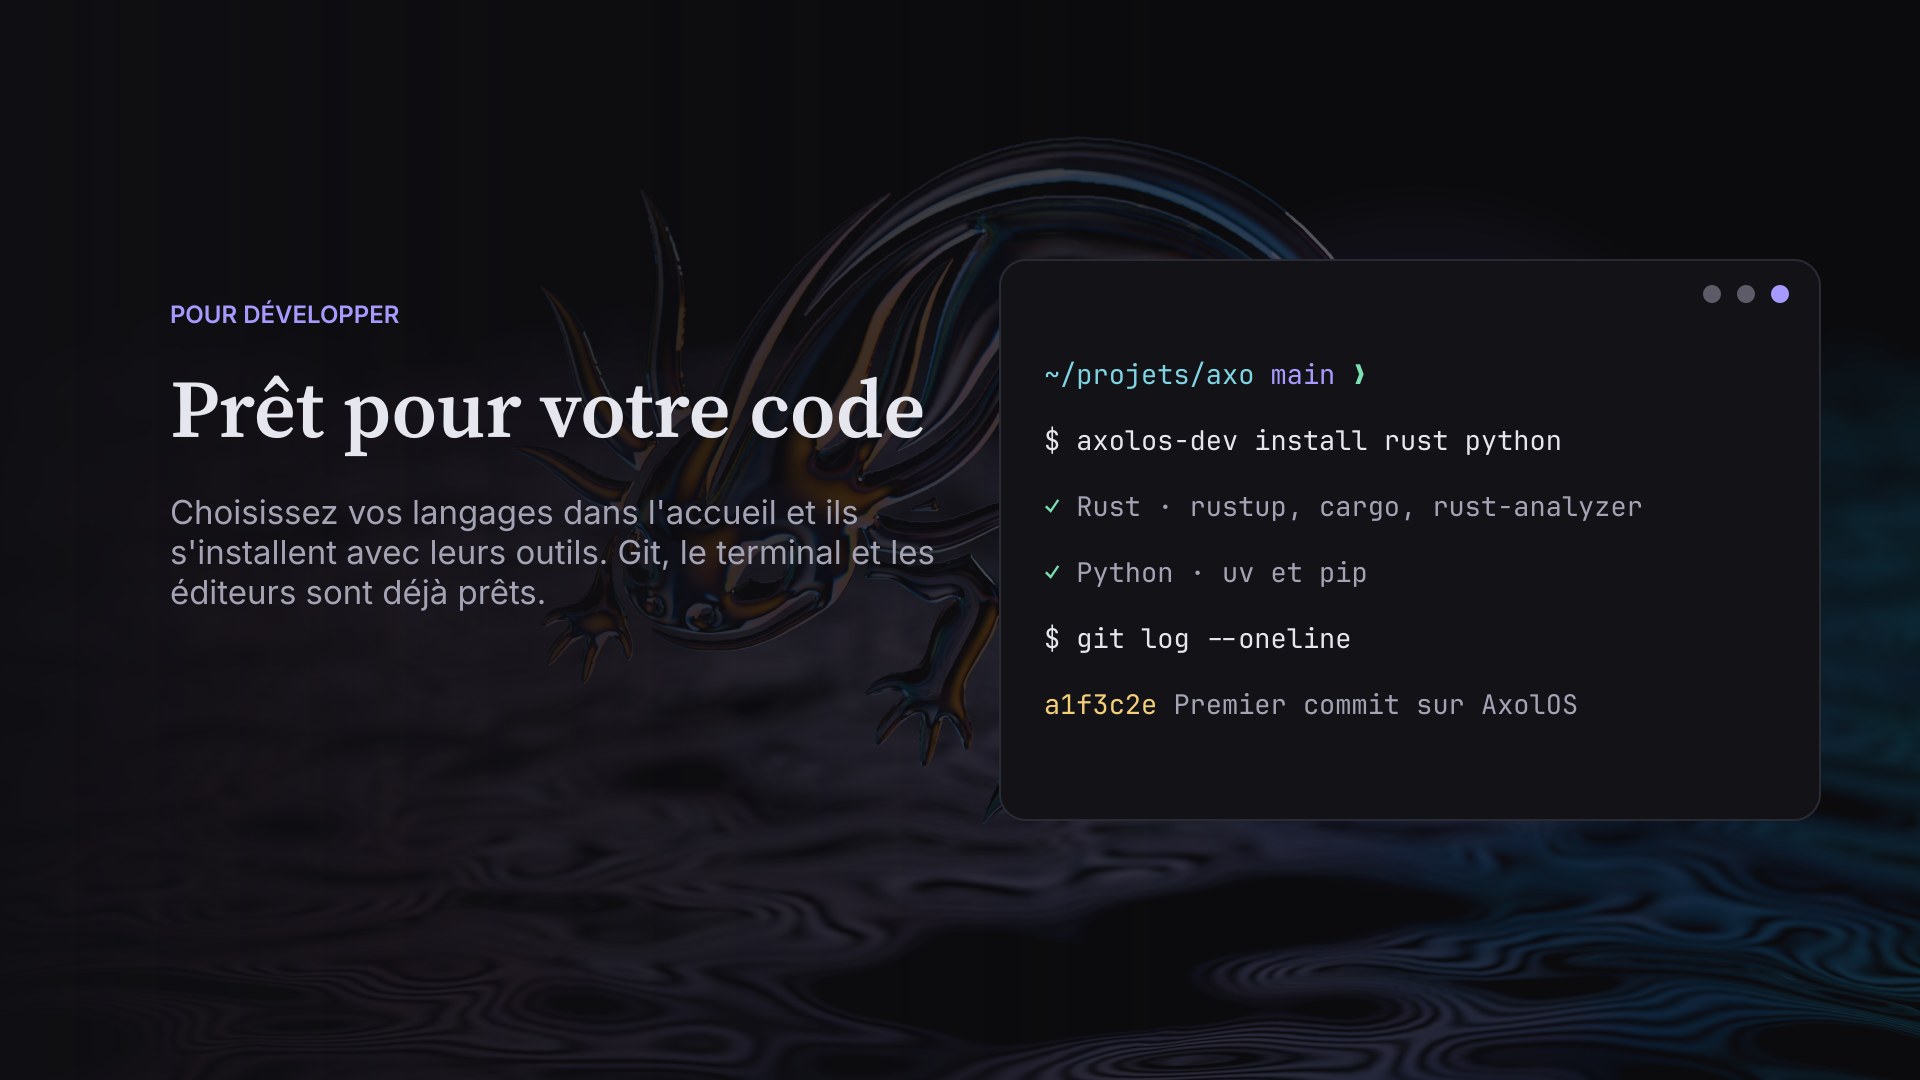 POUR DÉVELOPPER
Prêt pour votre code
Choisissez vos langages dans l'accueil et ils
s'installent avec leurs outils. Git, le terminal et les
éditeurs sont déjà prêts.
~/projets/axo main ❯
$ axolos-dev install rust python
✓ Rust · rustup, cargo, rust-analyzer
✓ Python · uv et pip
$ git log --oneline
a1f3c2e Premier commit sur AxolOS